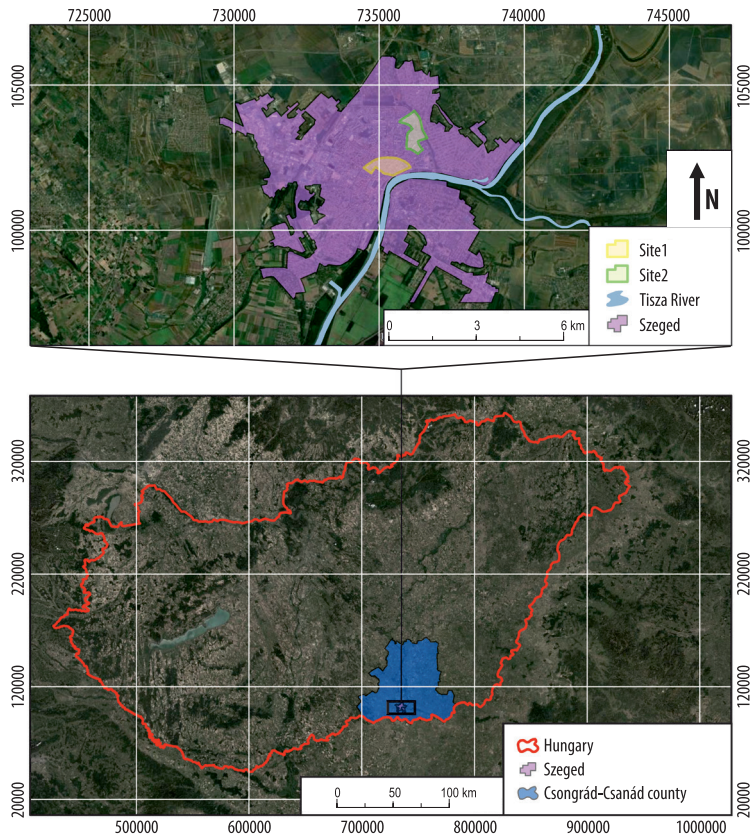 725000 730000 735000 740000 745000
105000 105000
N
100000 100000
Site1
Site2
Tisza River
Szeged
0 3 6 km
320000 320000
220000 220000
120000 120000
Hungary
Szeged
Csongrád-Csanád county
0 50 100 km
20000 20000
500000 600000 700000 800000 900000 1000000